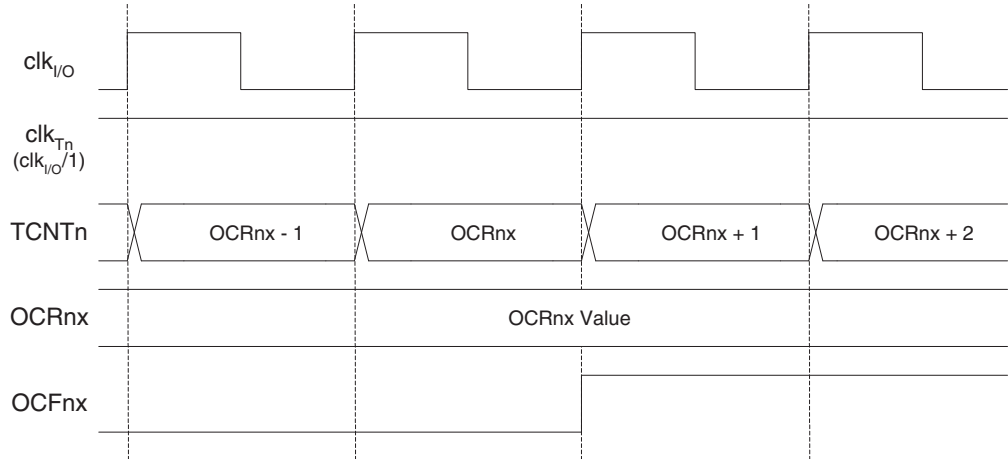 clkI/O
clkTn
(clkI/O/1)
TCNTn
OCRnx - 1
OCRnx
OCRnx + 1
OCRnx + 2
OCRnx
OCRnx Value
OCFnx